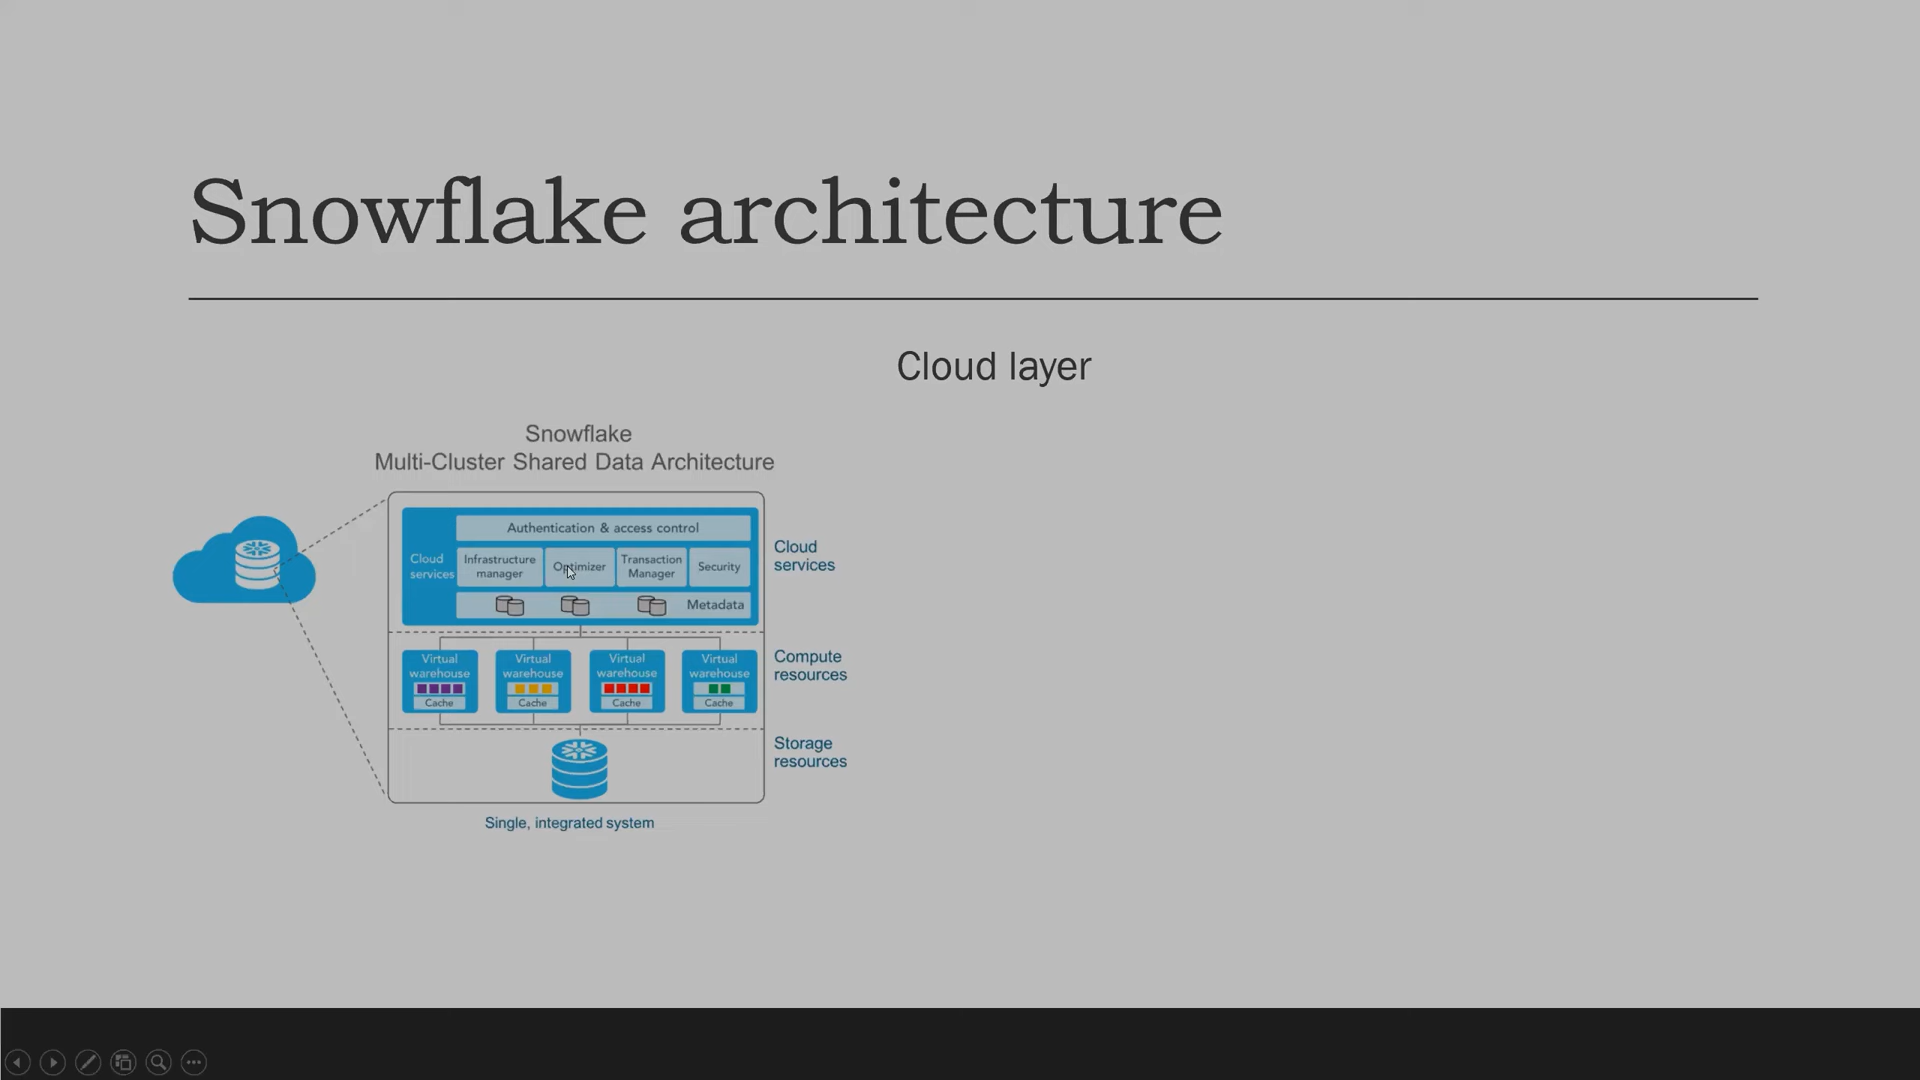 Snowflake architecture
Cloud layer
Snowflake
Multi-Cluster Shared Data Architecture
Authentication & access control
Cloud
services
Infrastructure
manager
Optimizer
Transaction
Manager
Security
Metadata
Cloud
services
Virtual
warehouse
Cache
Virtual
warehouse
Cache
Virtual
warehouse
Cache
Virtual
warehouse
Cache
Compute
resources
Storage
resources
Single, integrated system